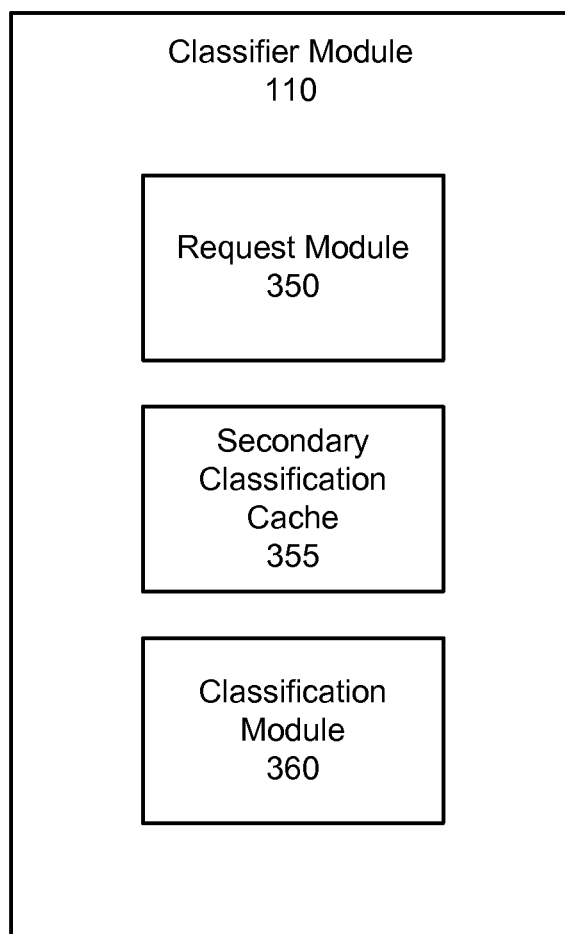 Classifier Module
110
Request Module
350
Secondary
Classification
Cache
355
Classification
Module
360